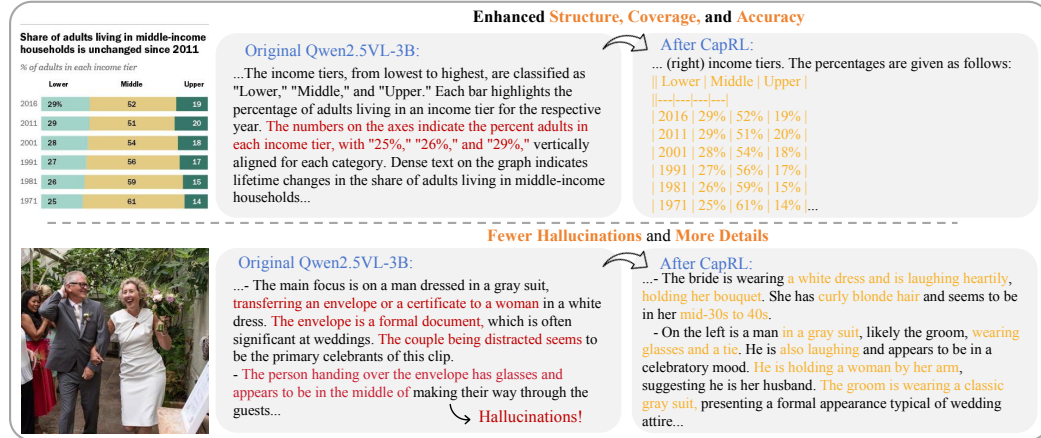 Enhanced Structure, Coverage, and Accuracy
Share of adults living in middle-income
households is unchanged since 2011
% of adults in each income tier
Lower Middle Upper
2016 29% 52 19
2011 29 51 20
2001 28 54 18
1991 27 56 17
1981 26 59 15
1971 25 61 14
Original Qwen2.5VL-3B:
...The income tiers, from lowest to highest, are classified as
"Lower," "Middle," and "Upper." Each bar highlights the
percentage of adults living in an income tier for the respective
year. The numbers on the axes indicate the percent adults in
each income tier, with "25%," "26%," and "29%," vertically
aligned for each category. Dense text on the graph indicates
lifetime changes in the share of adults living in middle-income
households...
After CapRL:
... (right) income tiers. The percentages are given as follows:
|| Lower | Middle | Upper |
||---|---|---|---|
| 2016 | 29% | 52% | 19% |
| 2011 | 29% | 51% | 20% |
| 2001 | 28% | 54% | 18% |
| 1991 | 27% | 56% | 17% |
| 1981 | 26% | 59% | 15% |
| 1971 | 25% | 61% | 14% |...
Fewer Hallucinations and More Details
Original Qwen2.5VL-3B:
...- The main focus is on a man dressed in a gray suit,
transferring an envelope or a certificate to a woman in a white
dress. The envelope is a formal document, which is often
significant at weddings. The couple being distracted seems to
be the primary celebrants of this clip.
- The person handing over the envelope has glasses and
appears to be in the middle of making their way through the
guests...
Hallucinations!
After CapRL:
...- The bride is wearing a white dress and is laughing heartily,
holding her bouquet. She has curly blonde hair and seems to be
in her mid-30s to 40s.
- On the left is a man in a gray suit, likely the groom, wearing
glasses and a tie. He is also laughing and appears to be in a
celebratory mood. He is holding a woman by her arm,
suggesting he is her husband. The groom is wearing a classic
gray suit, presenting a formal appearance typical of wedding
attire...